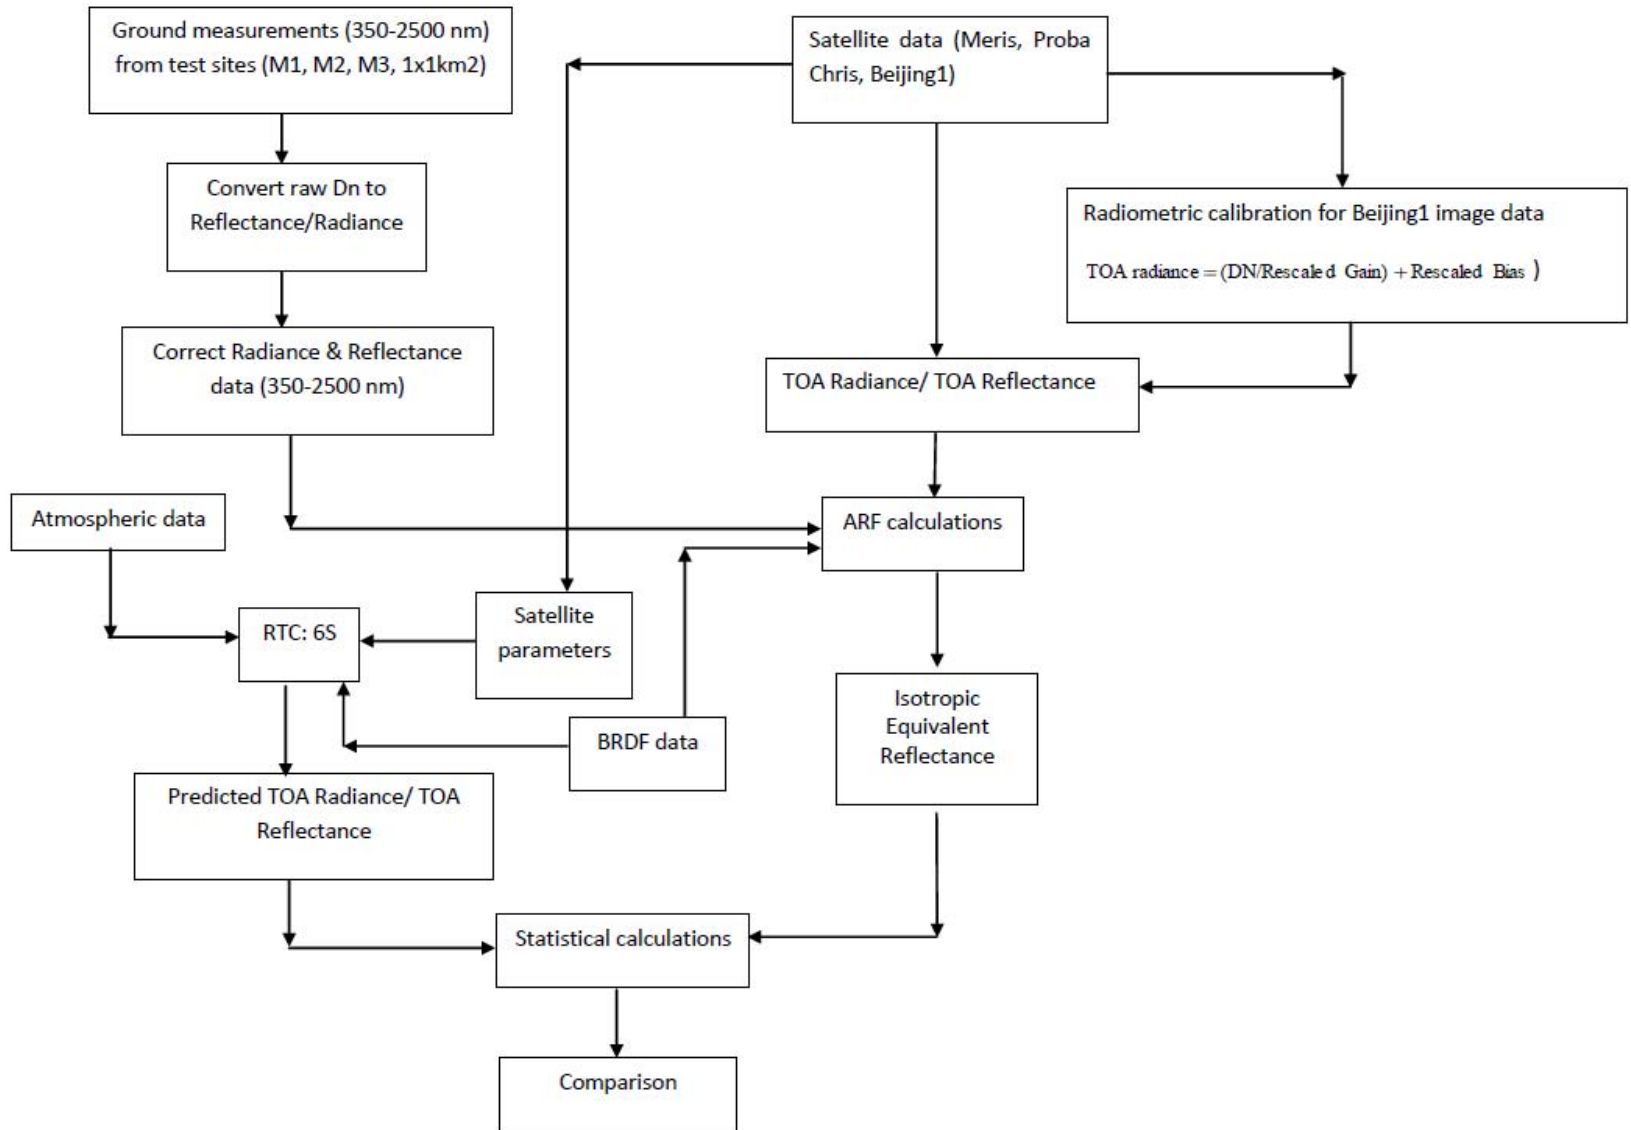 Ground measurements (350-2500 nm)
from test sites (M1, M2, M3, 1x1km2)
Satellite data (Meris, Proba
Chris, Beijing1)
Convert raw Dn to
Reflectance/Radiance
Radiometric calibration for Beijing1 image data
TOA radiance = (DN/Rescaled Gain) + Rescaled Bias )
Correct Radiance & Reflectance
data (350-2500 nm)
TOA Radiance/ TOA Reflectance
Atmospheric data
ARF calculations
RTC: 6S
Satellite
parameters
Isotropic
Equivalent
Reflectance
BRDF data
Predicted TOA Radiance/ TOA
Reflectance
Statistical calculations
Comparison